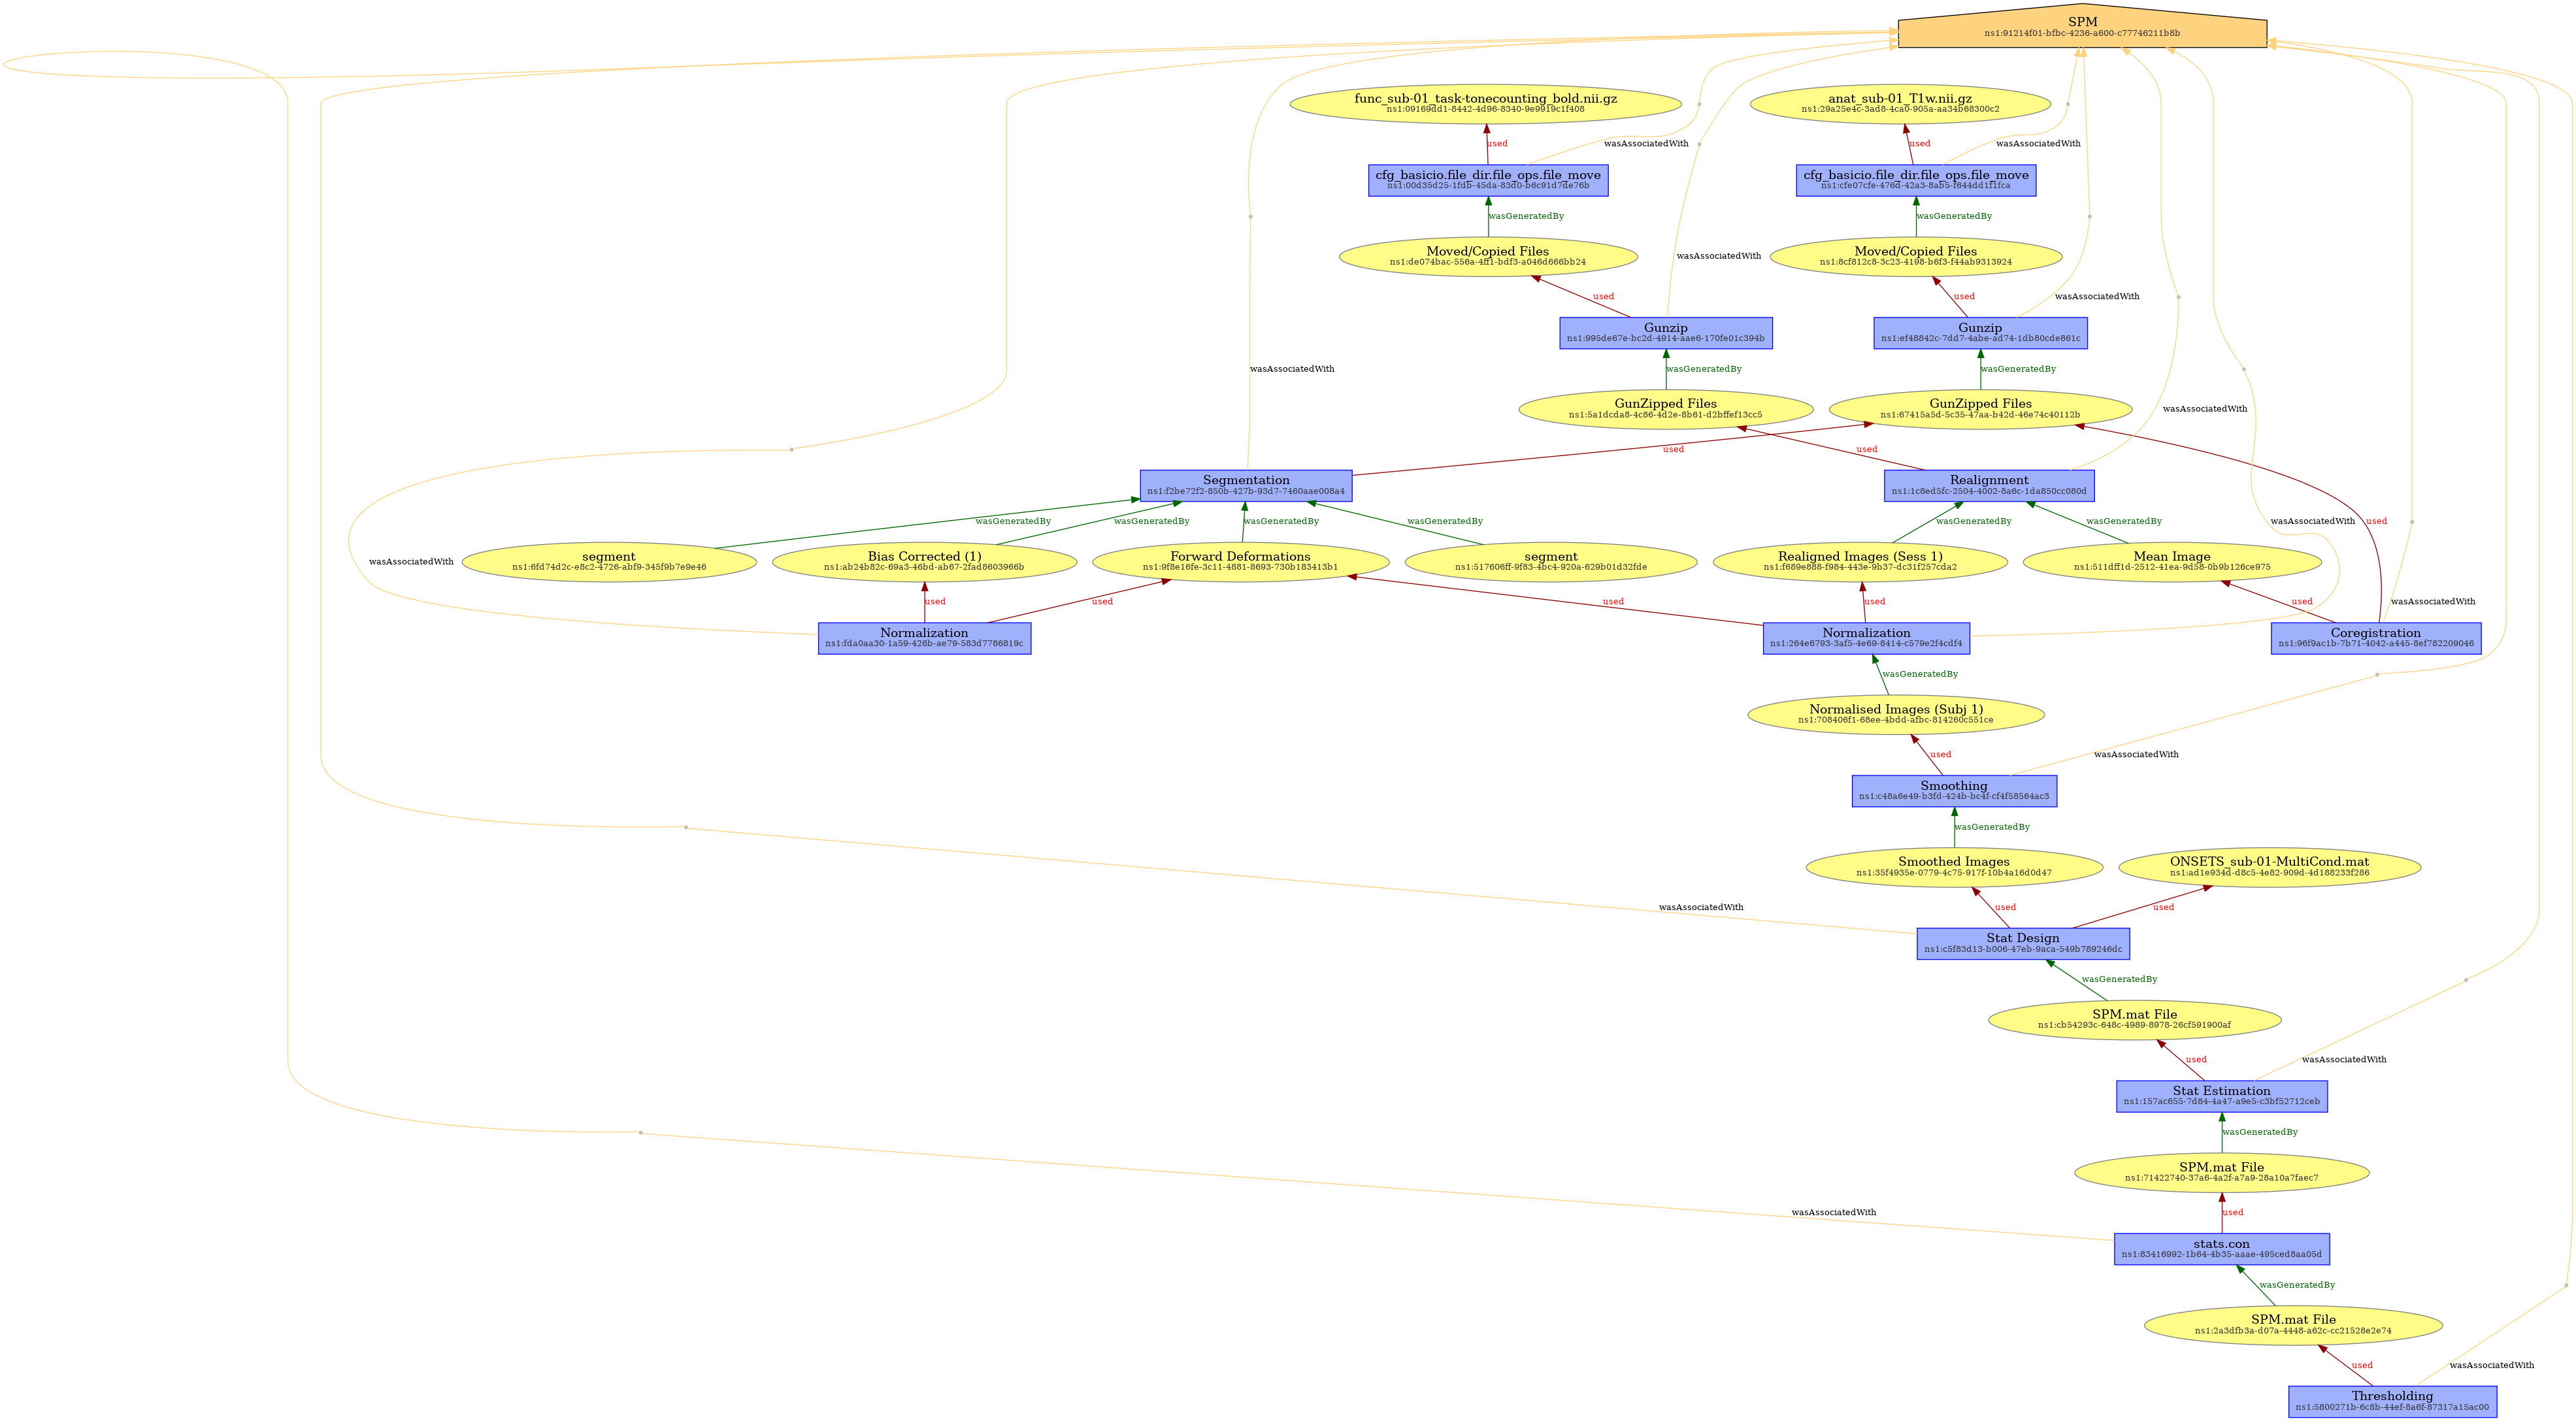 SPM
ns1:91214f01-bfbc-4236-a600-c77746211b8b
func_sub-01_task-tonecounting_bold.nii.gz
ns1:09169dd1-8442-4d96-8340-9e9919c1f408
anat_sub-01_T1w.nii.gz
ns1:29a25e4c-3ad8-4ca0-905a-aa34b68300c2
used
wasAssociatedWith
used
wasAssociatedWith
cfg_basicio.file_dir.file_ops.file_move
ns1:00d35d25-1fdb-45da-83d0-b6c91d7de76b
cfg_basicio.file_dir.file_ops.file_move
ns1:cfe07cfe-476d-42a3-8ab5-f644dd1f1fca
wasGeneratedBy
wasGeneratedBy
Moved/Copied Files
ns1:de074bac-556a-4ff1-bdf3-a046d666bb24
wasAssociatedWith
Moved/Copied Files
ns1:8cf812c8-3c23-4198-b6f3-f44ab9313924
used
used
wasAssociatedWith
Gunzip
ns1:995de67e-bc2d-4914-aae6-170fe01c394b
Gunzip
ns1:ef48842c-7dd7-4abe-ad74-1db80cde861c
wasAssociatedWith
wasGeneratedBy
wasGeneratedBy
GunZipped Files
ns1:5a1dcda8-4c86-4d2e-8b61-d2bffef13cc5
GunZipped Files
ns1:67415a5d-5c35-47aa-b42d-46e74c40112b
wasAssociatedWith
used
used
Segmentation
ns1:f2be72f2-850b-427b-93d7-7460aae008a4
Realignment
ns1:1c8ed5fc-2504-4002-8a6c-1da850cc080d
wasGeneratedBy
wasGeneratedBy
wasGeneratedBy
wasGeneratedBy
wasGeneratedBy
wasGeneratedBy
wasAssociatedWith
used
wasAssociatedWith
segment
ns1:6fd74d2c-e8c2-4726-abf9-345f9b7e9e46
Bias Corrected (1)
ns1:ab24b82c-69a3-46bd-ab67-2fad8603966b
Forward Deformations
ns1:9f8e16fe-3c11-4881-8693-730b183413b1
segment
ns1:517606ff-9f83-4bc4-920a-629b01d32fde
Realigned Images (Sess 1)
ns1:f689e888-f984-443e-9b37-dc31f257cda2
Mean Image
ns1:511dff1d-2512-41ea-9d58-0b9b126ce975
used
used
used
used
used
wasAssociatedWith
Normalization
ns1:fda0aa30-1a59-426b-ae79-583d7786819c
Normalization
ns1:264e6793-3af5-4e69-8414-c579e2f4cdf4
Coregistration
ns1:96f9ac1b-7b71-4042-a445-8ef782209046
wasGeneratedBy
Normalised Images (Subj 1)
ns1:708406f1-68ee-4bdd-afbc-814260c551ce
used
wasAssociatedWith
Smoothing
ns1:c48a6e49-b3fd-424b-bc4f-cf4f58564ac3
wasGeneratedBy
Smoothed Images
ns1:35f4935e-0779-4c75-917f-10b4a16d0d47
ONSETS_sub-01-MultiCond.mat
ns1:ad1e934d-d8c5-4e82-909d-4d188233f286
wasAssociatedWith
used
used
Stat Design
ns1:c5f83d13-b006-47eb-9aca-549b789246dc
wasGeneratedBy
SPM.mat File
ns1:cb54293c-648c-4989-8978-26cf591900af
used
wasAssociatedWith
Stat Estimation
ns1:157ac655-7d84-4a47-a9e5-c3bf52712ceb
wasGeneratedBy
SPM.mat File
ns1:71422740-37a6-4a2f-a7a9-28a10a7faec7
wasAssociatedWith
used
stats.con
ns1:83416992-1b64-4b35-aaae-495ced8aa05d
wasGeneratedBy
SPM.mat File
ns1:2a3dfb3a-d07a-4448-a62c-cc21528e2e74
used
wasAssociatedWith
Thresholding
ns1:5800271b-6c8b-44ef-8a6f-87317a15ac00